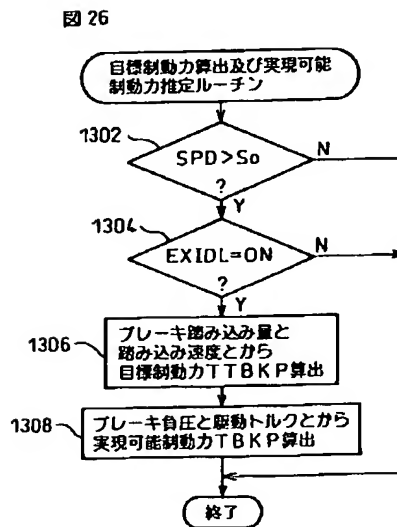 図 26
目標制動力算出及び実現可能
制動力推定ルーチン
1302
SPD>So
N
?
Y
1304
EXIDL=ON
N
?
Y
1306
ブレーキ踏み込み量と
踏み込み速度とから
目標制動力TTBKP算出
1308
ブレーキ負圧と駆動トルクとから
実現可能制動力TBKP算出
終了